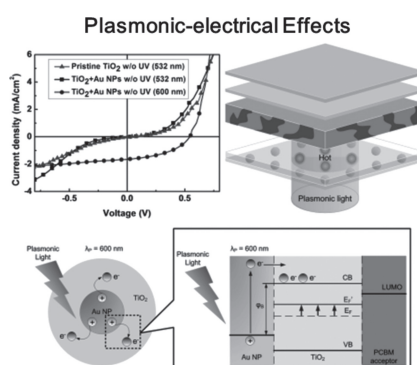 Plasmonic-electrical Effects
Pristine TiO2 w/o UV (532 nm)
TiO2+Au NPs w/o UV (532 nm)
TiO2+Au NPs w/o UV (600 nm)
Current density (mA/cm²)
6
4
2
0
-2
-4
-0.5
0.0
0.5
Voltage (V)
Hot
Plasmonic light
Plasmonic
Light
λP = 600 nm
e-
TiO2
Au NP
e-
e-
Plasmonic
Light
λP = 600 nm
e-
e- e-
CB
LUMO
φB
EF'
EF
VB
Au NP
TiO2
PCBM
acceptor